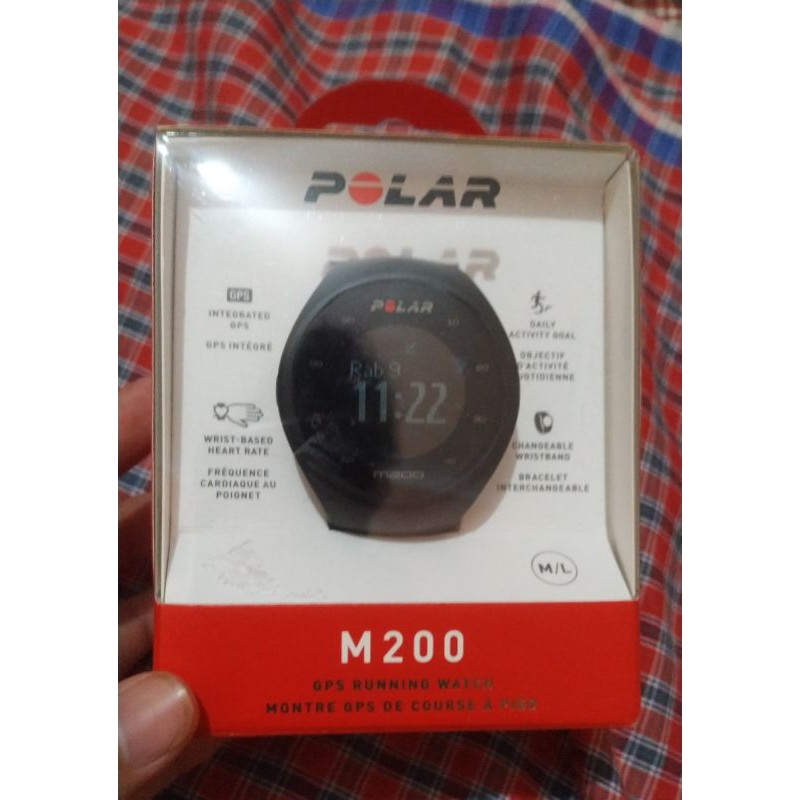 POLAR
POLAR
GPS
INTEGRATED
GPS
GPS INTÉGRÉ
WRIST-BASED
HEART RATE
FRÉQUENCE
CARDIAQUE AU
POIGNET
POLAR
Rab 9
11:22
M200
DAILY
ACTIVITY GOAL
OBJECTIF
D'ACTIVITÉ
QUOTIDIENNE
CHANGEABLE
WRISTBAND
BRACELET
INTERCHANGEABLE
M/L
M200
GPS RUNNING WATCH
MONTRE GPS DE COURSE À PIED